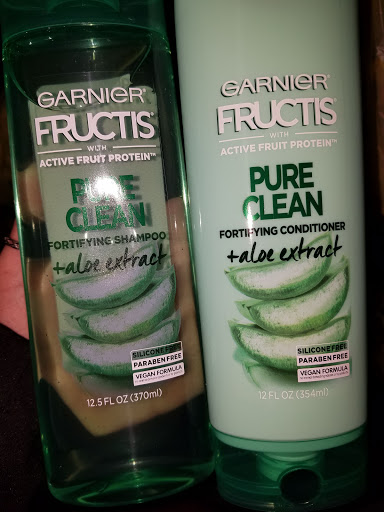 GARNIER
FRUCTIS
WITH
ACTIVE FRUIT PROTEIN™
PURE
CLEAN
FORTIFYING SHAMPOO
+aloe extract
SILICONE FREE
PARABEN FREE
VEGAN FORMULA
12.5 FL OZ (370ml)
GARNIER®
FRUCTIS
WITH
ACTIVE FRUIT PROTEIN™
PURE
CLEAN
FORTIFYING CONDITIONER
+aloe extract
SILICONE FREE
PARABEN FREE
VEGAN FORMULA
12 FL OZ (354ml)